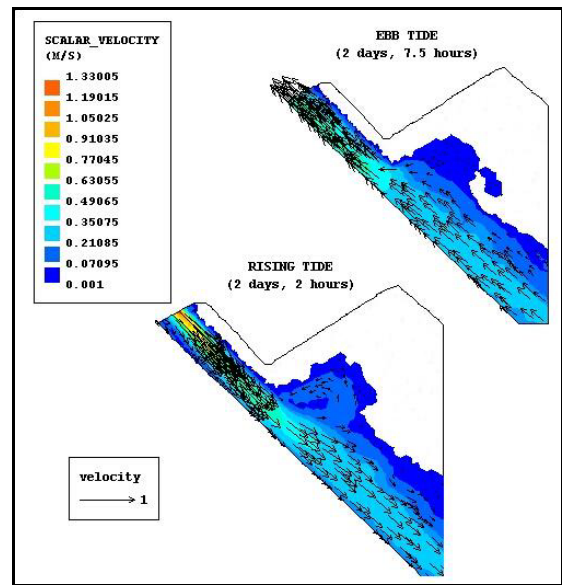 SCALAR_VELOCITY
(M/S)
1.33005
1.19015
1.05025
0.91035
0.77045
0.63055
0.49065
0.35075
0.21085
0.07095
0.001
EBB TIDE
(2 days, 7.5 hours)
RISING TIDE
(2 days, 2 hours)
velocity
1